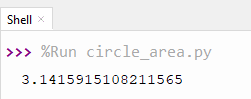 Shell ×
>>> %Run circle_area.py
3.1415915108211565